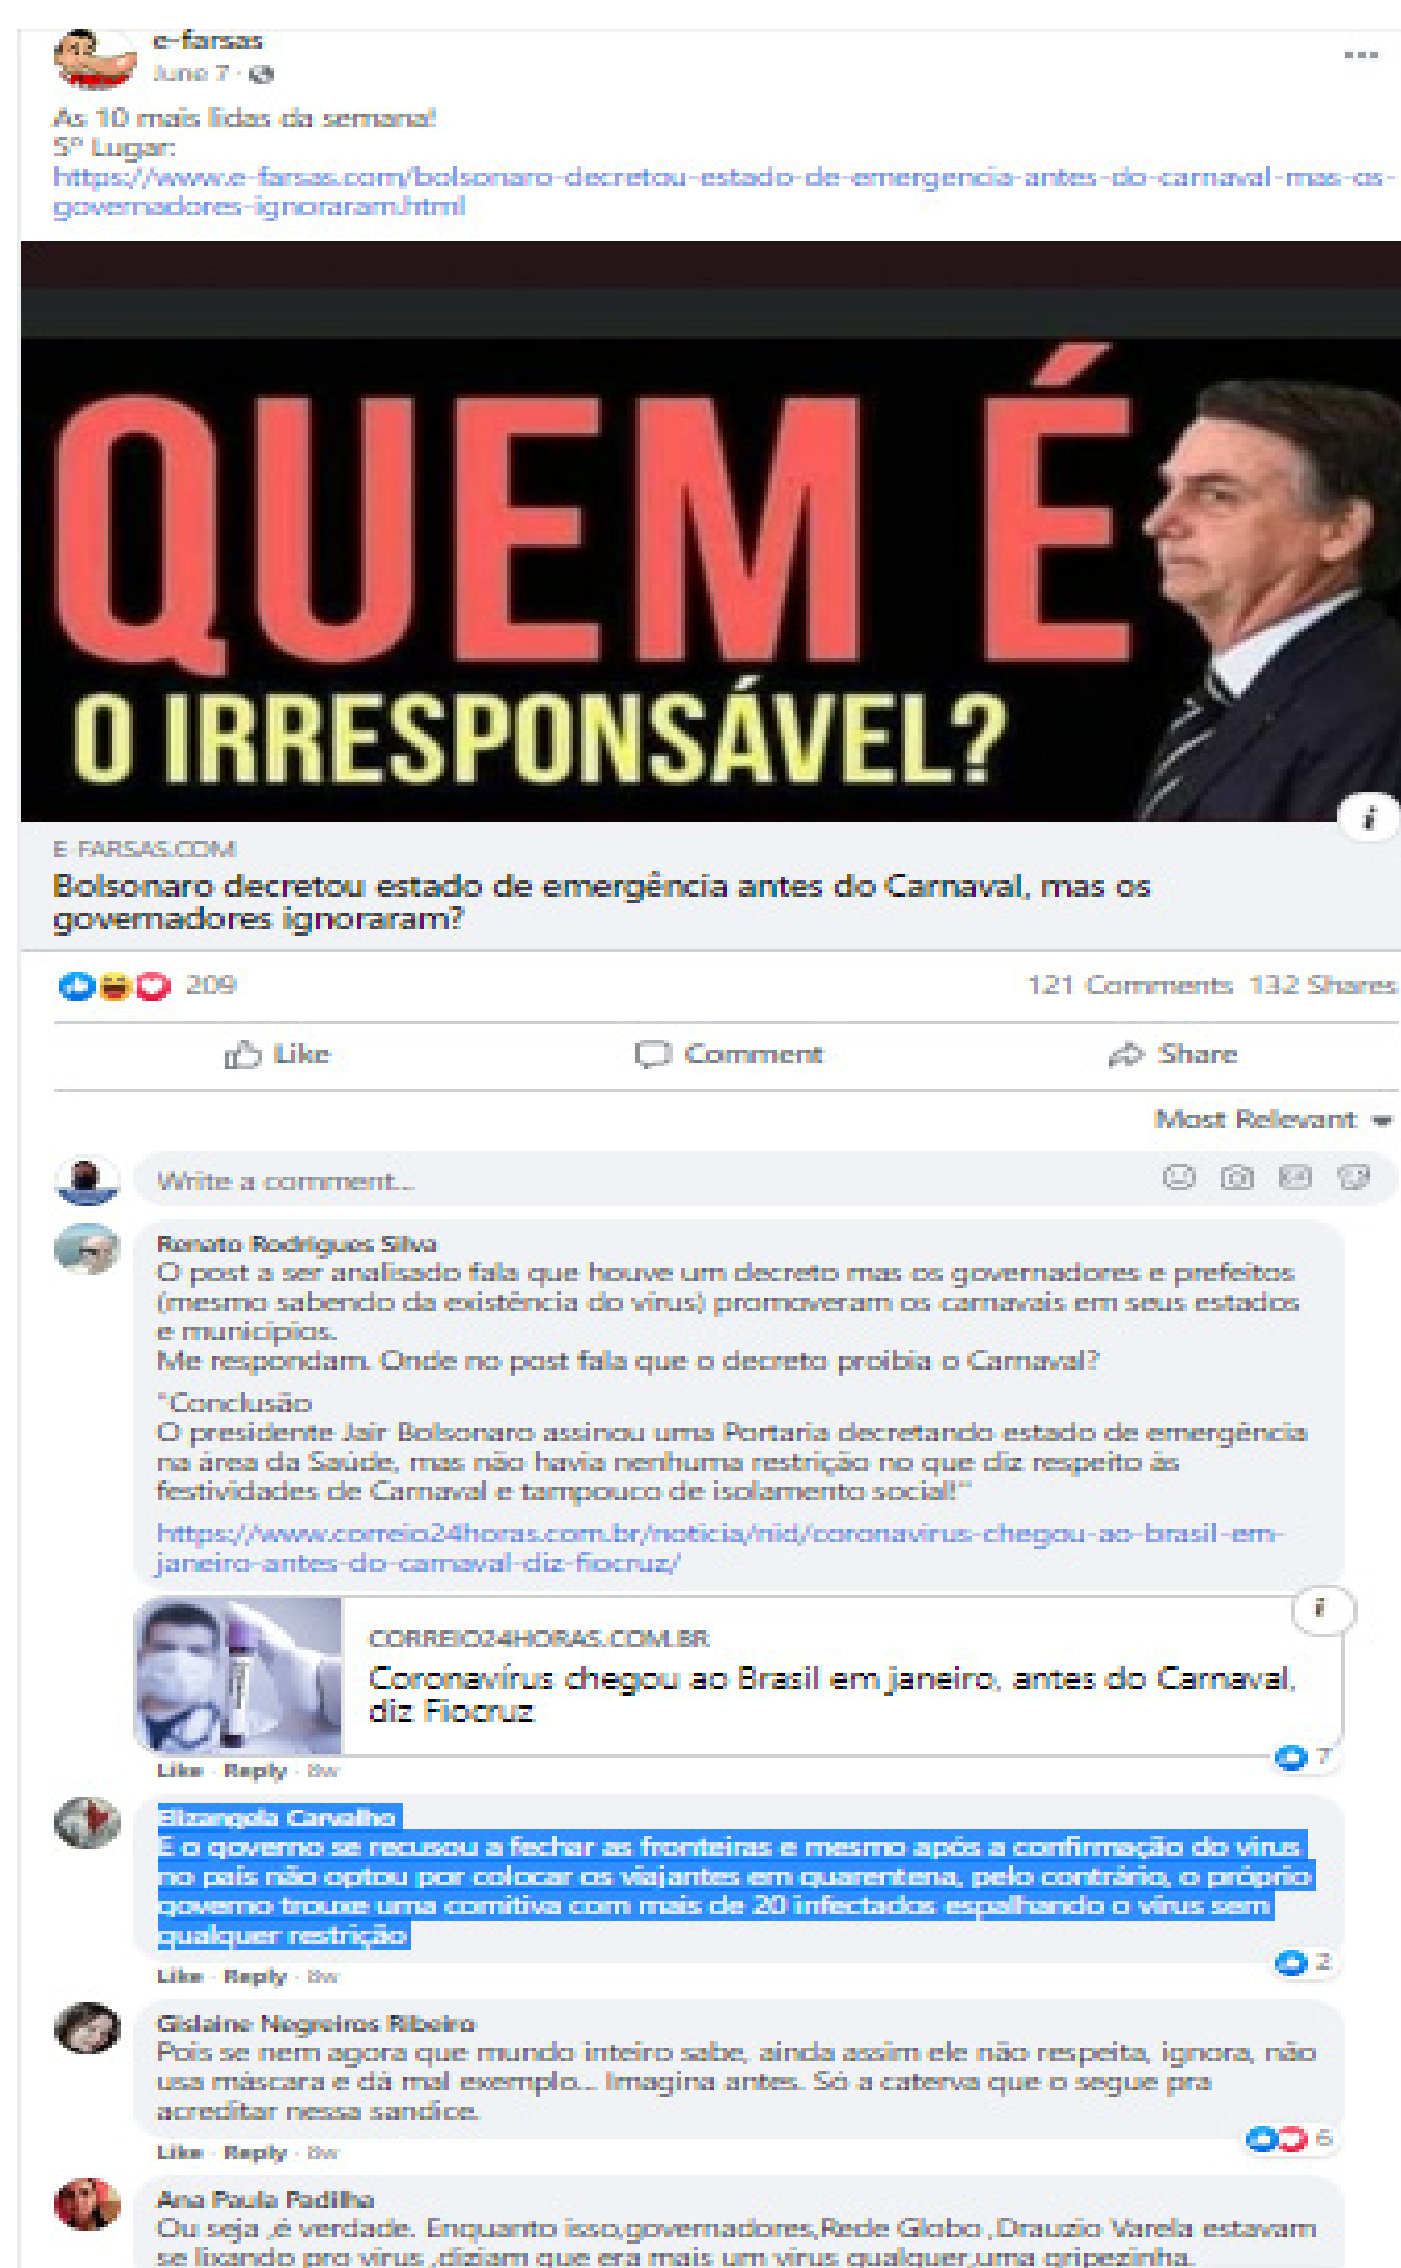 e-farsas
June 7 ·
As 10 mais lidas da semana!
5º Lugar:
https://www.e-farsas.com/bolsonaro-decretou-estado-de-emergencia-antes-do-carnaval-mas-os-
governadores-ignoraram.html
QUEM É
O IRRESPONSÁVEL?
E-FARSAS.COM
Bolsonaro decretou estado de emergência antes do Carnaval, mas os
governadores ignoraram?
209 121 Comments 132 Shares
Like Comment Share
Most Relevant
Write a comment...
Renato Rodrigues Silva
O post a ser analisado fala que houve um decreto mas os governadores e prefeitos
(mesmo sabendo da existência do vírus) promoveram os carnavais em seus estados
e municípios.
Me respondam. Onde no post fala que o decreto proibia o Carnaval?
"Conclusão
O presidente Jair Bolsonaro assinou uma Portaria decretando estado de emergência
na área da Saúde, mas não havia nenhuma restrição no que diz respeito às
festividades de Carnaval e tampouco de isolamento social!"
https://www.correio24horas.com.br/noticia/nid/coronavirus-chegou-ao-brasil-em-
janeiro-antes-do-carnaval-diz-fiocruz/
CORREIO24HORAS.COM.BR
Coronavírus chegou ao Brasil em janeiro, antes do Carnaval,
diz Fiocruz
7
Like · Reply · 8w
Elizangela Carvalho
E o governo se recusou a fechar as fronteiras e mesmo após a confirmação do vírus
no país não optou por colocar os viajantes em quarentena, pelo contrário, o próprio
governo trouxe uma comitiva com mais de 20 infectados espalhando o vírus sem
qualquer restrição
2
Like · Reply · 8w
Gislaine Negreiros Ribeiro
Pois se nem agora que mundo inteiro sabe, ainda assim ele não respeita, ignora, não
usa máscara e dá mal exemplo... Imagina antes. Só a caterva que o segue pra
acreditar nessa sandice.
6
Like · Reply · 8w
Ana Paula Padilha
Ou seja ,é verdade. Enquanto isso,governadores,Rede Globo ,Drauzio Varela estavam
se lixando pro vírus ,diziam que era mais um vírus qualquer,uma gripezinha.